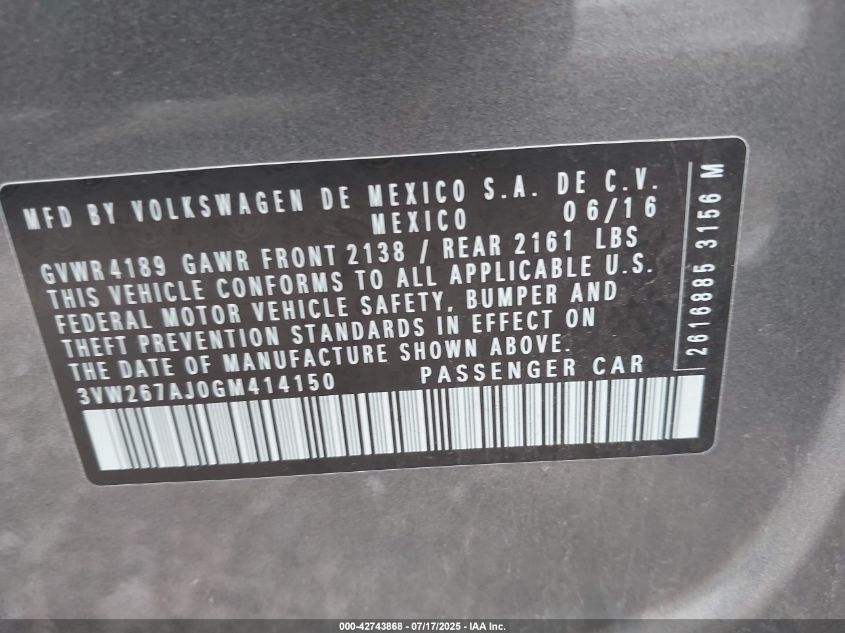 MFD BY VOLKSWAGEN DE MEXICO S.A. DE C.V.
MEXICO 06/16
GVWR 4189 GAWR FRONT 2138 / REAR 2161 LBS
THIS VEHICLE CONFORMS TO ALL APPLICABLE U.S.
FEDERAL MOTOR VEHICLE SAFETY, BUMPER AND
THEFT PREVENTION STANDARDS IN EFFECT ON
THE DATE OF MANUFACTURE SHOWN ABOVE.
3VW267AJ0GM414150 PASSENGER CAR
2616885 3156 M
000-42743868 - 07/17/2025 - IAA Inc.